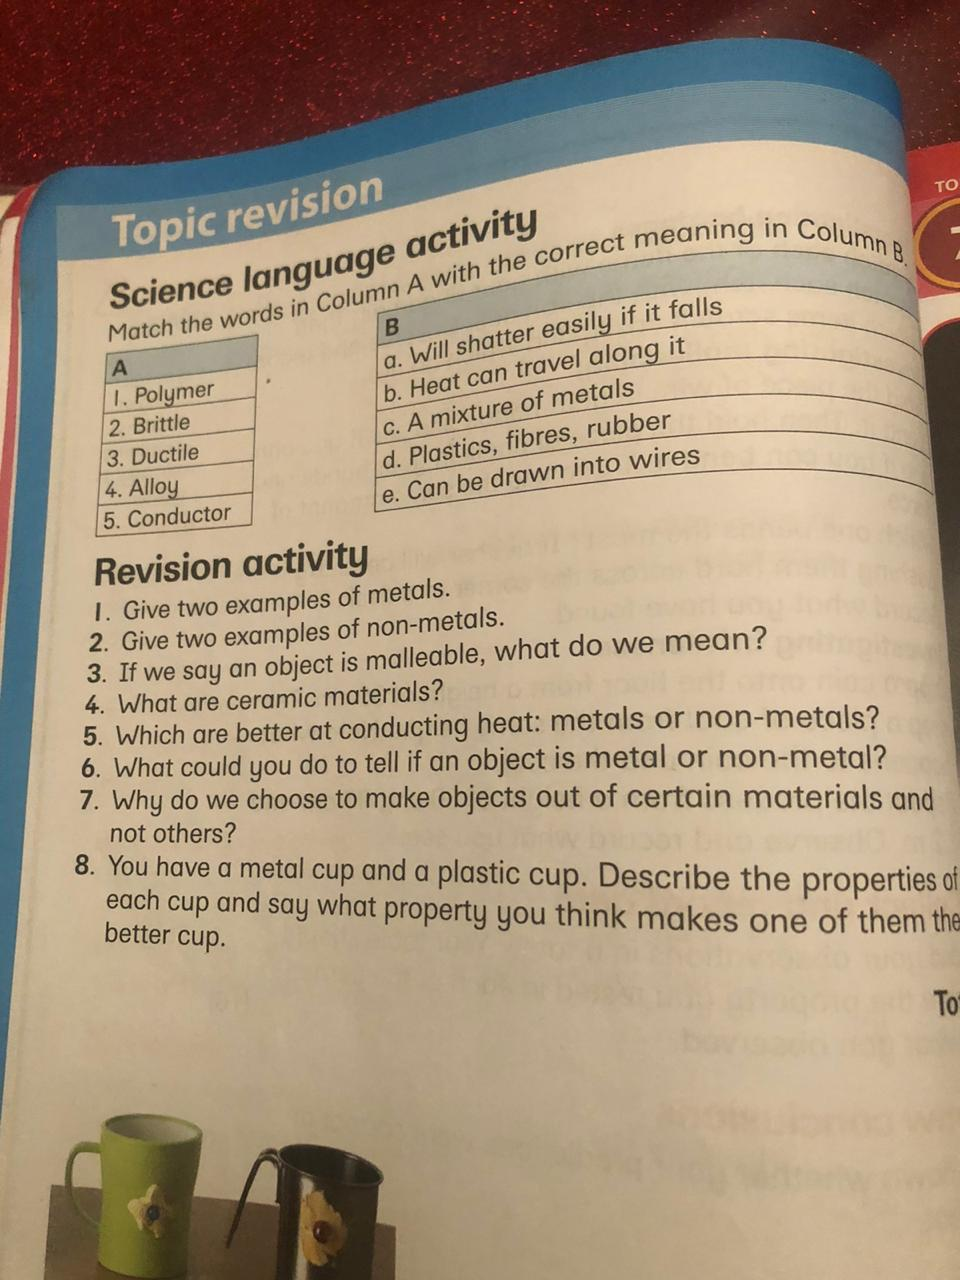 Topic revision
Science language activity
Match the words in Column A with the correct meaning in Column B.
A
1. Polymer
2. Brittle
3. Ductile
4. Alloy
5. Conductor
B
a. Will shatter easily if it falls
b. Heat can travel along it
c. A mixture of metals
d. Plastics, fibres, rubber
e. Can be drawn into wires
Revision activity
1. Give two examples of metals.
2. Give two examples of non-metals.
3. If we say an object is malleable, what do we mean?
4. What are ceramic materials?
5. Which are better at conducting heat: metals or non-metals?
6. What could you do to tell if an object is metal or non-metal?
7. Why do we choose to make objects out of certain materials and
not others?
8. You have a metal cup and a plastic cup. Describe the properties of
each cup and say what property you think makes one of them the
better cup.
TO